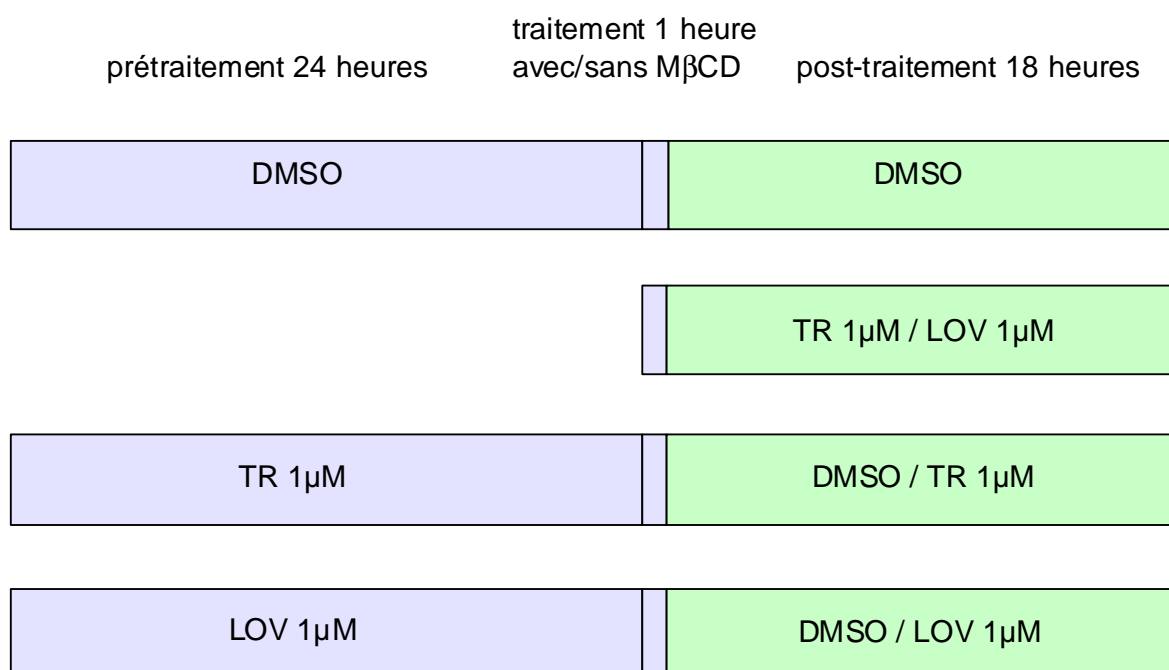 traitement 1 heure
prétraitement 24 heures avec/sans MβCD post-traitement 18 heures
DMSO DMSO
TR 1µM / LOV 1µM
TR 1µM DMSO / TR 1µM
LOV 1µM DMSO / LOV 1µM